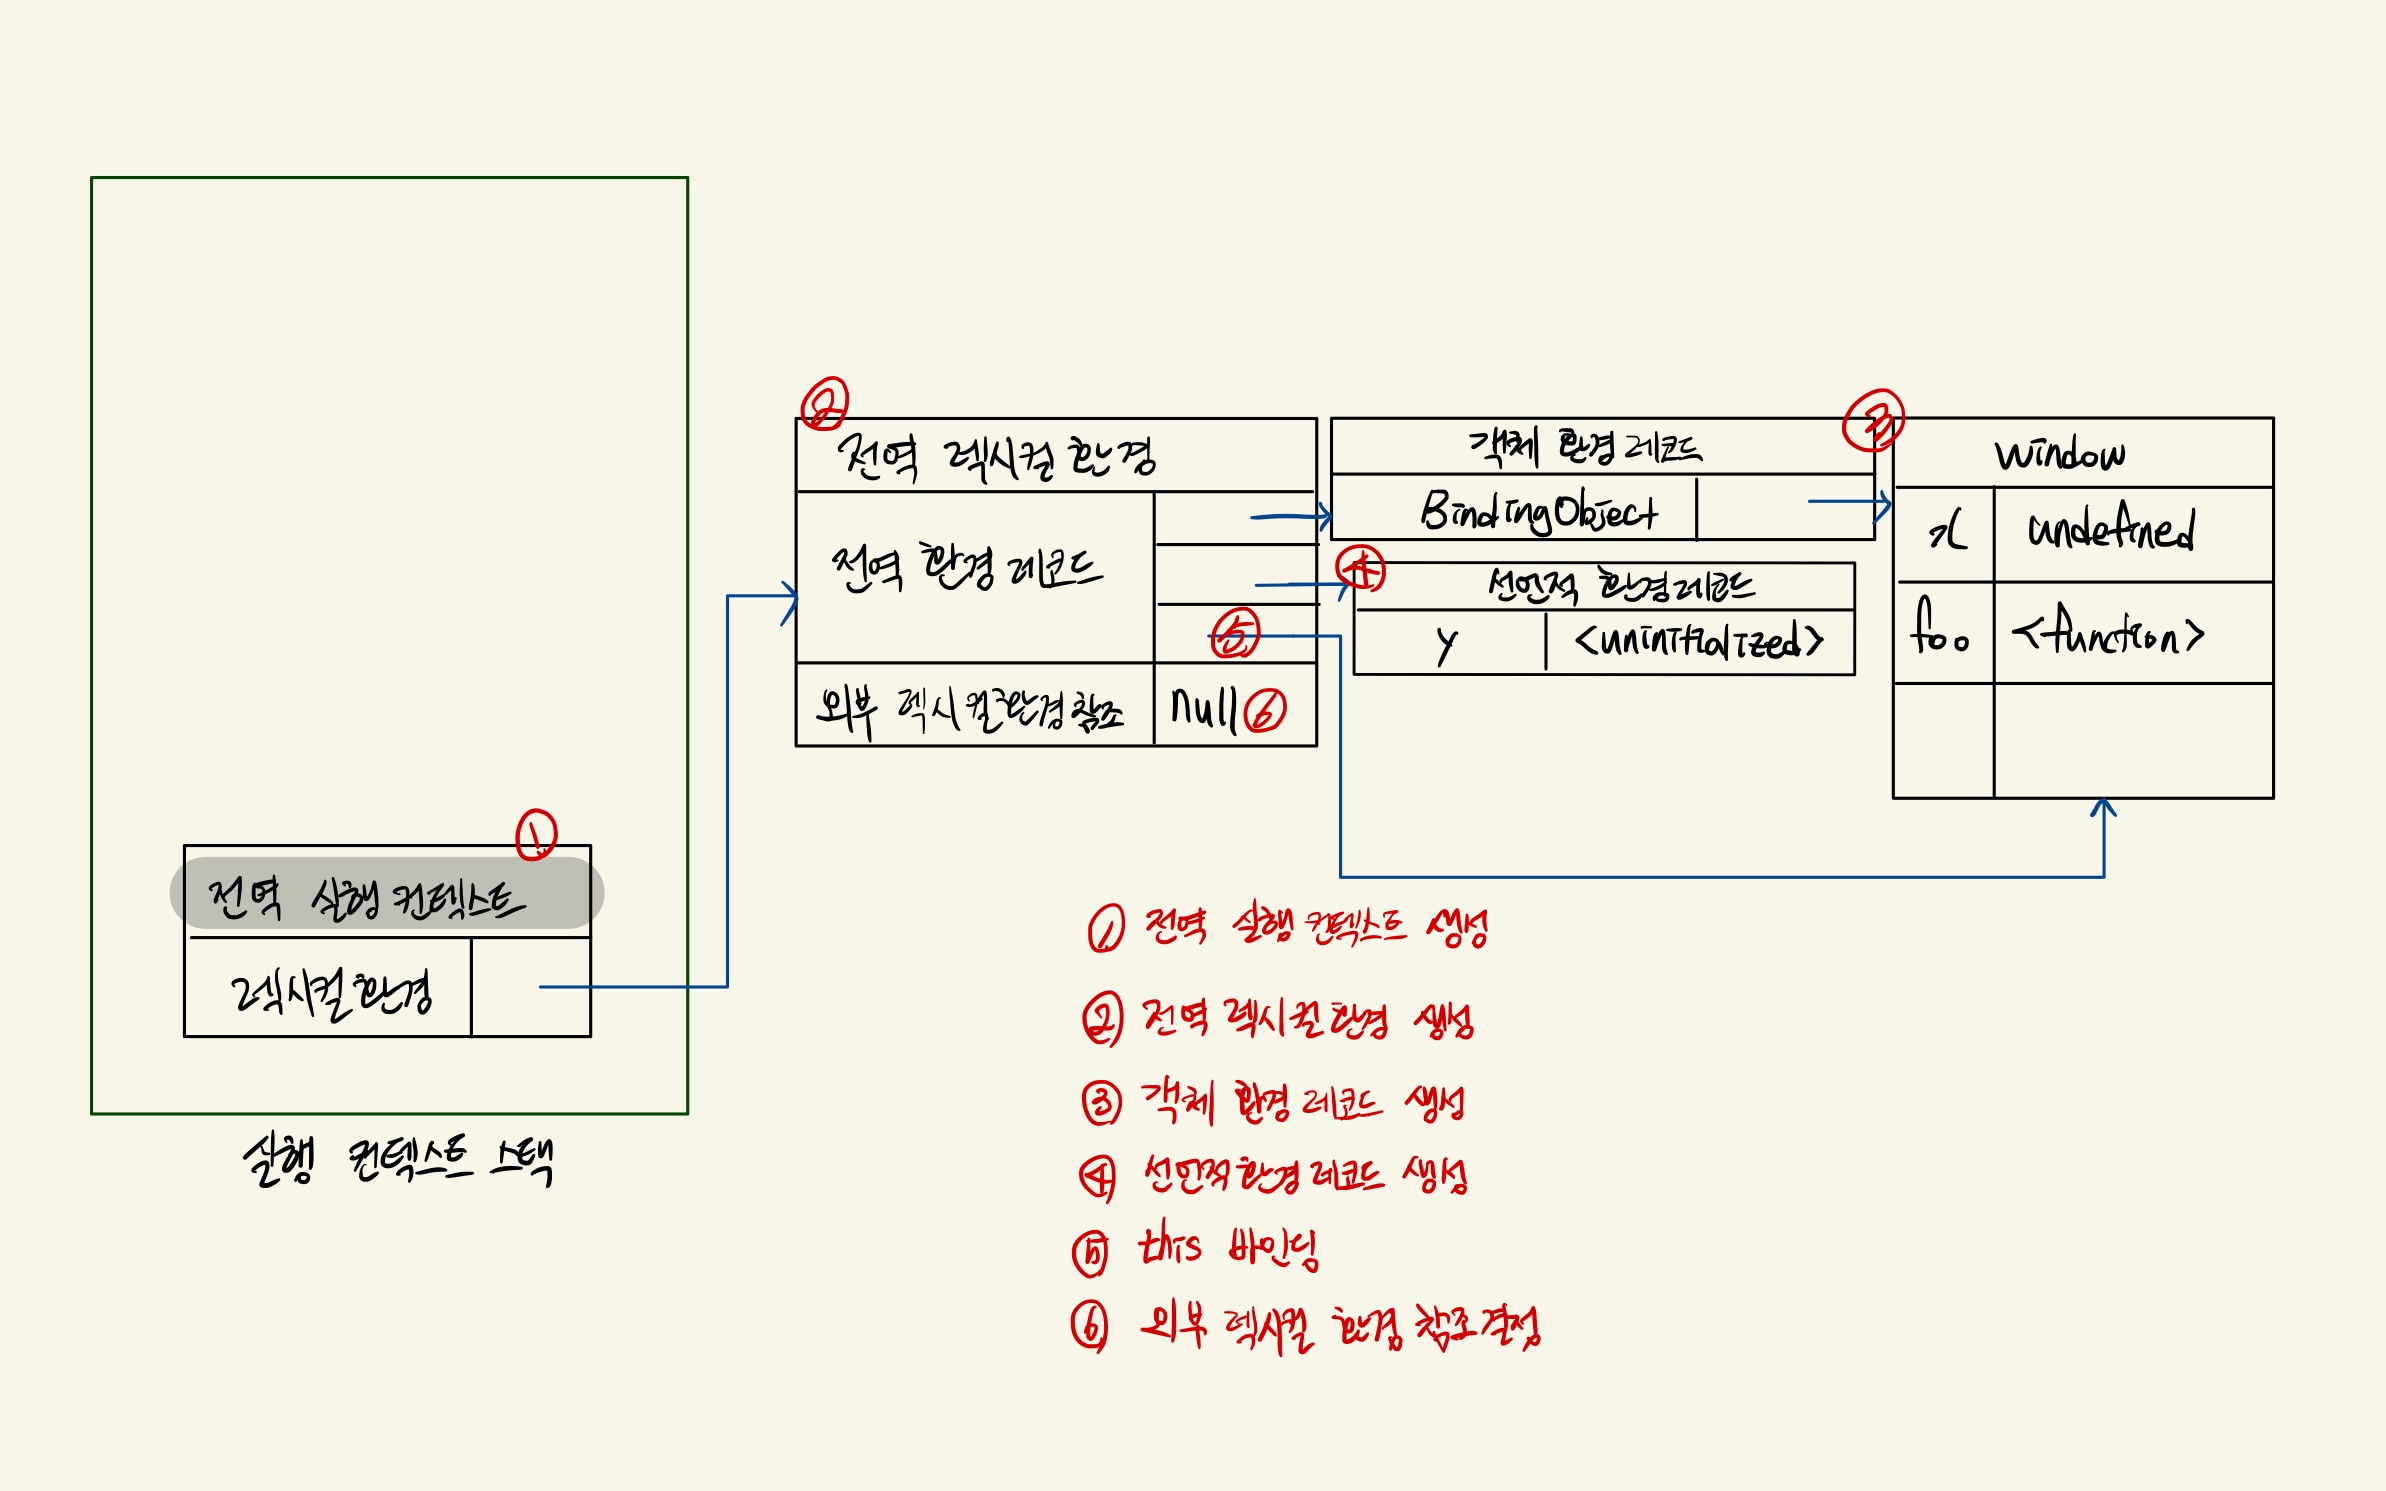 ②
전역 렉시컬 환경
전역 환경 레코드
⑤
외부 렉시컬 환경 참조
null ⑥
객체 환경 레코드
③
BindingObject
④
선언적 환경 레코드
y
<uninitialized>
window
x
undefined
foo
<function>
①
전역 실행 컨텍스트
렉시컬 환경
실행 컨텍스트 스택
① 전역 실행 컨텍스트 생성
② 전역 렉시컬 환경 생성
③ 객체 환경 레코드 생성
④ 선언적 환경 레코드 생성
⑤ this 바인딩
⑥ 외부 렉시컬 환경 참조 결정